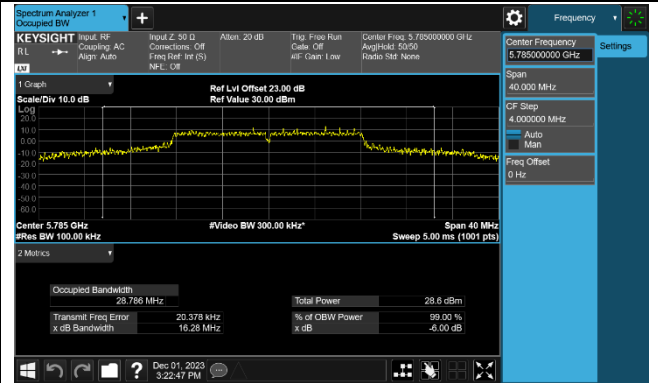 Spectrum Analyzer 1
Occupied BW
Frequency
KEYSIGHT
Input: RF
Coupling: AC
Align: Auto
Input Z: 50 Ω
Corrections: Off
Freq Ref: Int (S)
NFE: Off
Atten: 20 dB
Trig: Free Run
Gate: Off
#IF Gain: Low
Center Freq: 5.785000000 GHz
Avg|Hold: 50/50
Radio Std: None
RL
LXI
Center Frequency
5.785000000 GHz
Settings
Span
40.000 MHz
CF Step
4.000000 MHz
Auto
Man
Freq Offset
0 Hz
1 Graph
Scale/Div 10.0 dB
Ref Lvl Offset 23.00 dB
Ref Value 30.00 dBm
Log
20.0
10.0
0.00
-10.0
-20.0
-30.0
-40.0
-50.0
-60.0
Center 5.785 GHz
#Res BW 100.00 kHz
#Video BW 300.00 kHz*
Span 40 MHz
Sweep 5.00 ms (1001 pts)
2 Metrics
Occupied Bandwidth
28.786 MHz
Total Power
28.6 dBm
Transmit Freq Error
20.378 kHz
% of OBW Power
99.00 %
x dB Bandwidth
16.28 MHz
x dB
-6.00 dB
Dec 01, 2023
3:22:47 PM